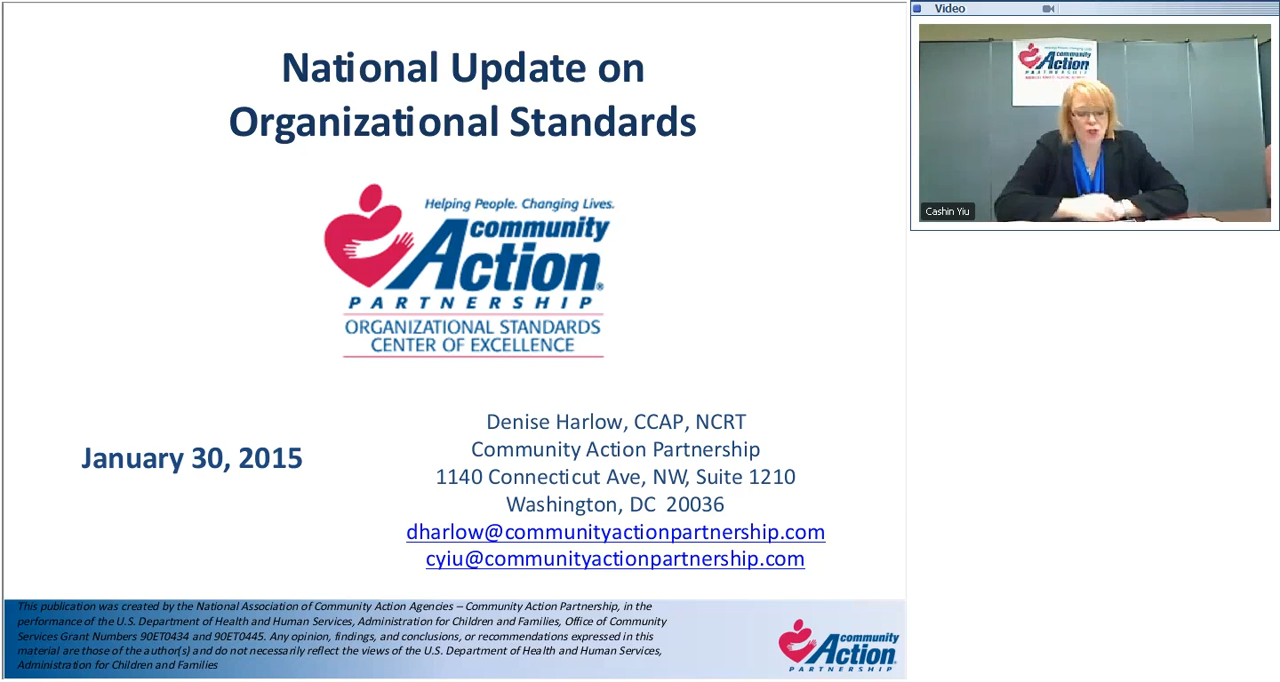 National Update on
Organizational Standards
Helping People. Changing Lives.
community
Action®
PARTNERSHIP
ORGANIZATIONAL STANDARDS
CENTER OF EXCELLENCE
January 30, 2015
Denise Harlow, CCAP, NCRT
Community Action Partnership
1140 Connecticut Ave, NW, Suite 1210
Washington, DC 20036
dharlow@communityactionpartnership.com
cyiu@communityactionpartnership.com
This publication was created by the National Association of Community Action Agencies – Community Action Partnership, in the
performance of the U.S. Department of Health and Human Services, Administration for Children and Families, Office of Community
Services Grant Numbers 90ET0434 and 90ET0445. Any opinion, findings, and conclusions, or recommendations expressed in this
material are those of the author(s) and do not necessarily reflect the views of the U.S. Department of Health and Human Services,
Administration for Children and Families
community
Action®
PARTNERSHIP
Video
community
Action
PARTNERSHIP
Cashin Yiu